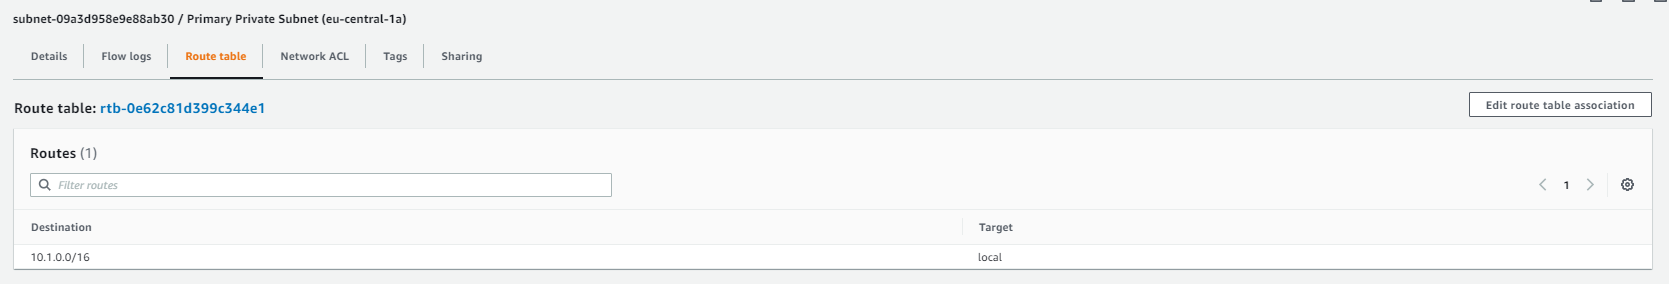 subnet-09a3d958e9e88ab30 / Primary Private Subnet (eu-central-1a)
Details Flow logs Route table Network ACL Tags Sharing
Route table: rtb-0e62c81d399c344e1
Edit route table association
Routes (1)
Filter routes
1
Destination Target
10.1.0.0/16 local